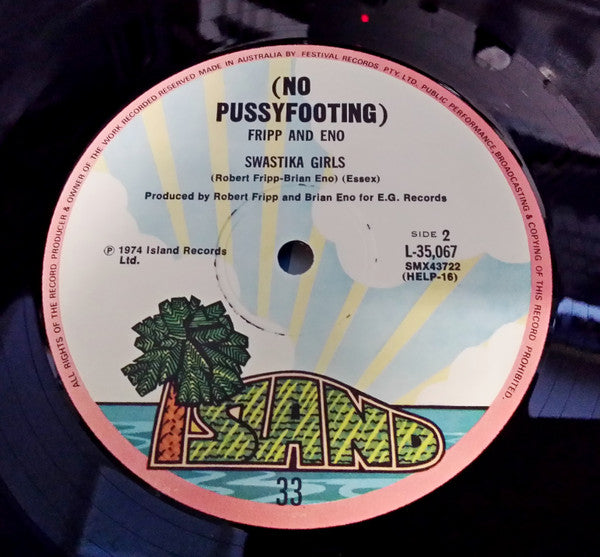 ALL RIGHTS OF THE RECORD PRODUCER & OWNER OF THE WORK RECORDED RESERVED MADE IN AUSTRALIA BY FESTIVAL RECORDS PTY. LTD. PUBLIC PERFORMANCE, BROADCASTING & COPYING OF THIS RECORD PROHIBITED.
(NO
PUSSYFOOTING)
FRIPP AND ENO
SWASTIKA GIRLS
(Robert Fripp-Brian Eno) (Essex)
Produced by Robert Fripp and Brian Eno for E.G. Records
SIDE 2
L-35,067
SMX43722
(HELP-16)
℗ 1974 Island Records
Ltd.
ISLAND
33